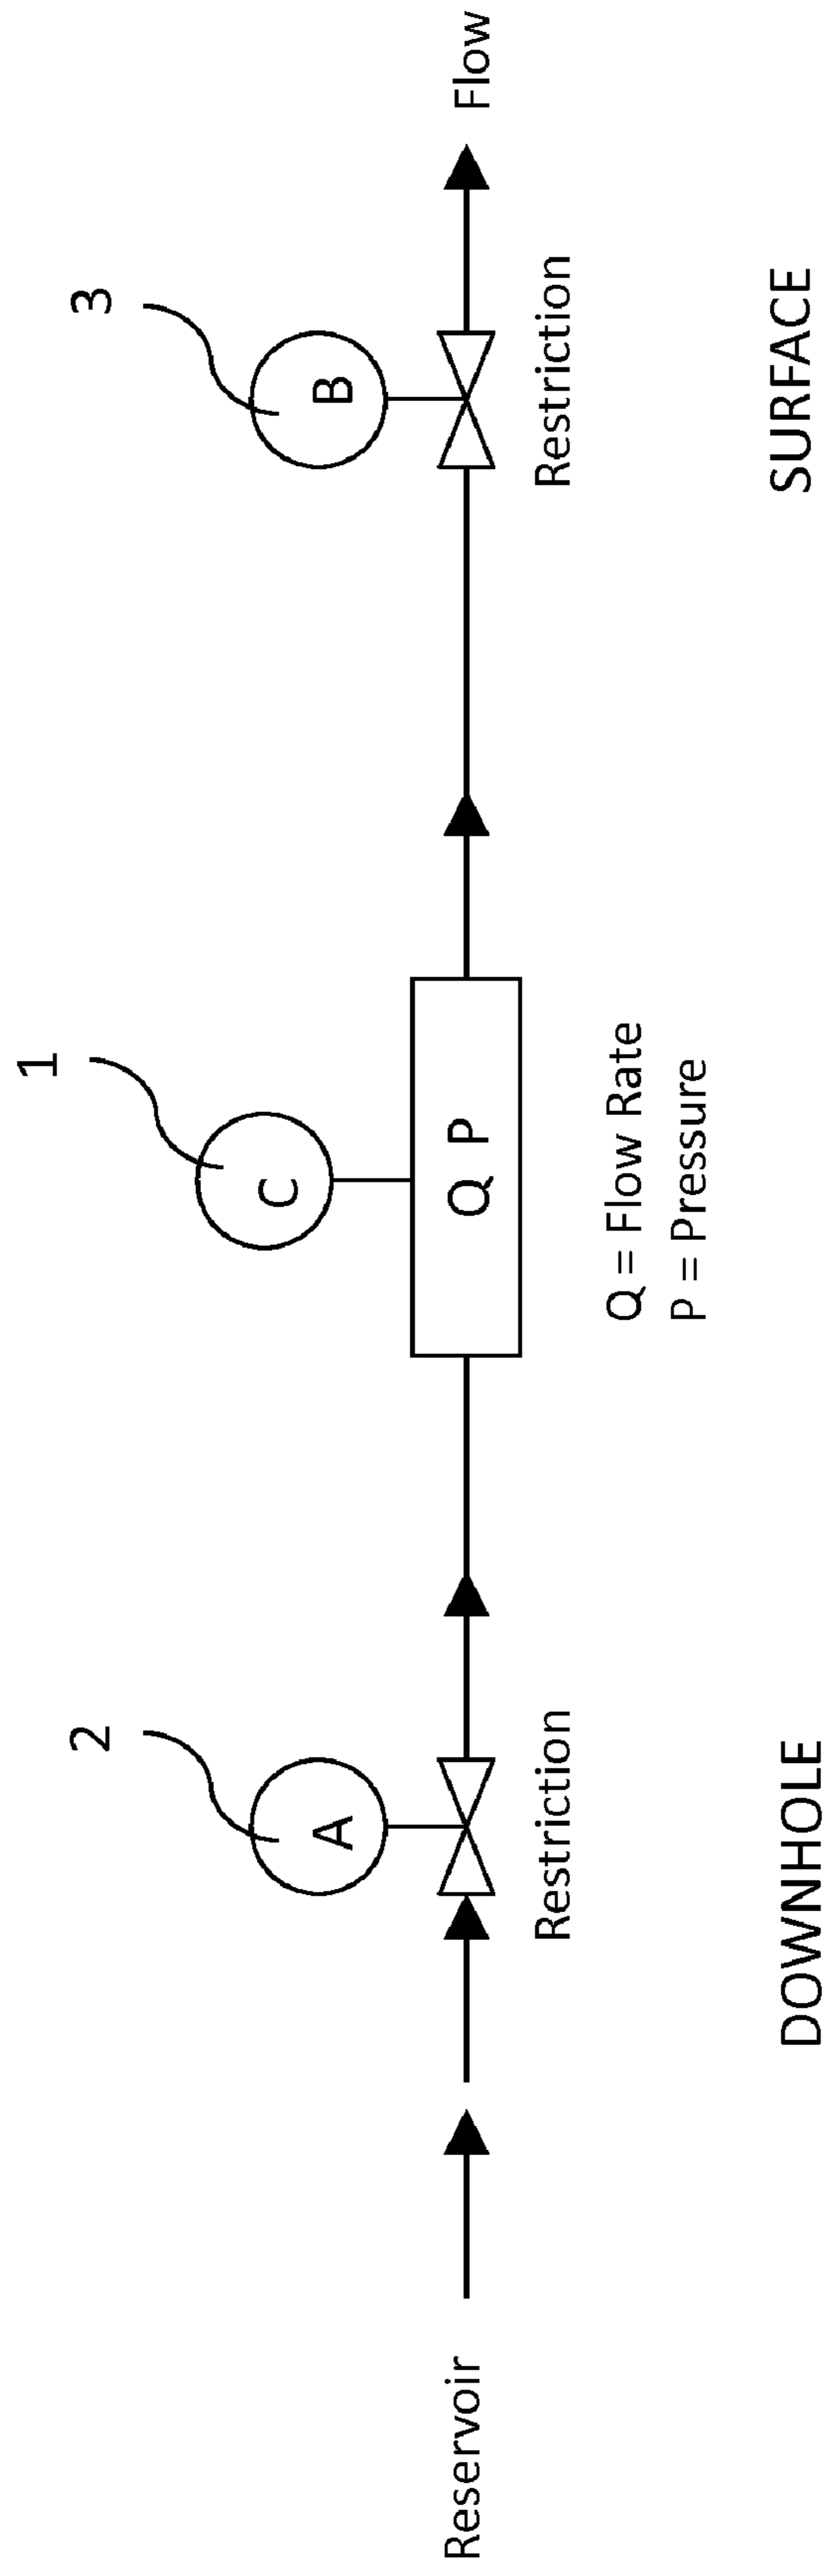 1
2
3
C
A
B
Reservoir
Q P
Flow
Restriction
Restriction
Q = Flow Rate
P = Pressure
DOWNHOLE
SURFACE